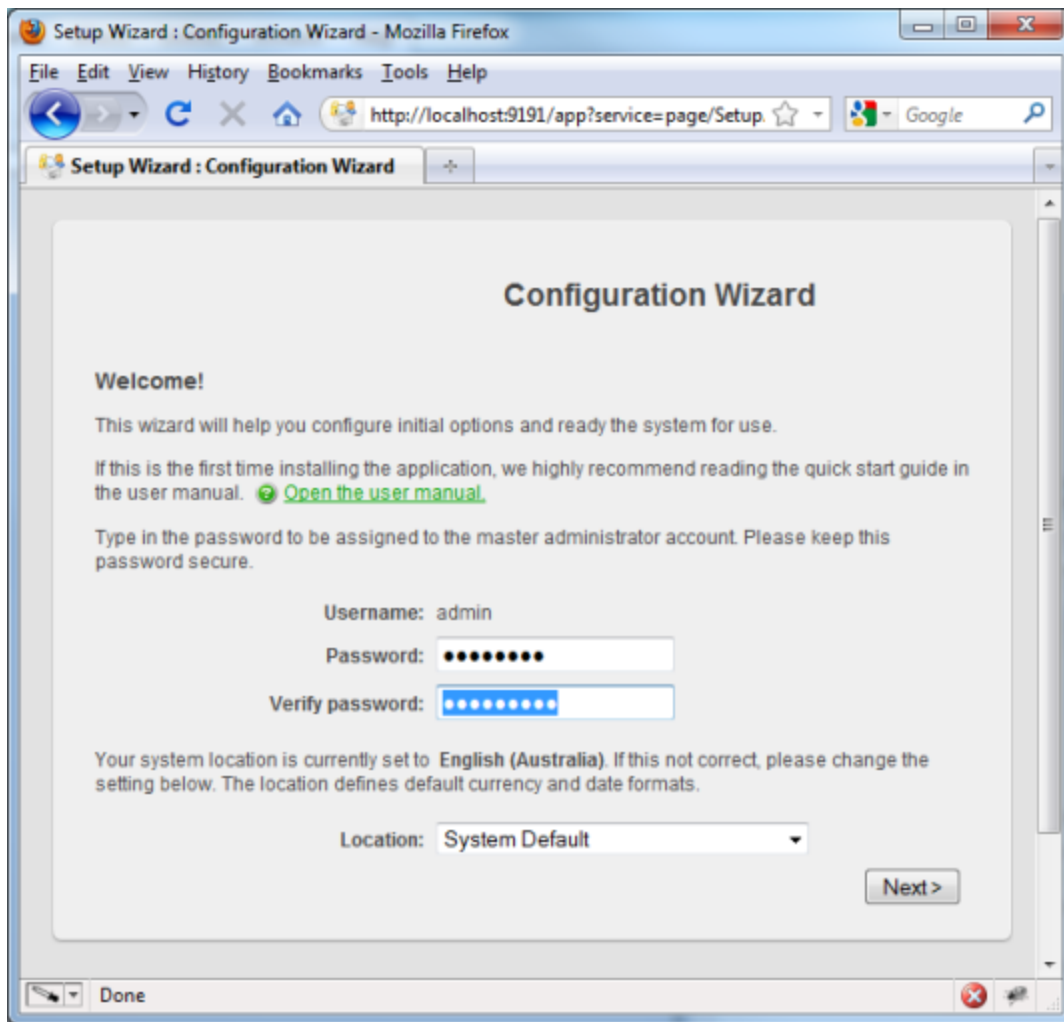 Setup Wizard : Configuration Wizard - Mozilla Firefox
File Edit View History Bookmarks Tools Help
http://localhost:9191/app?service=page/Setup. Google
Setup Wizard : Configuration Wizard
Configuration Wizard
Welcome!
This wizard will help you configure initial options and ready the system for use.
If this is the first time installing the application, we highly recommend reading the quick start guide in
the user manual. Open the user manual.
Type in the password to be assigned to the master administrator account. Please keep this
password secure.
Username: admin
Password: ●●●●●●●●
Verify password: ●●●●●●●●●
Your system location is currently set to English (Australia). If this not correct, please change the
setting below. The location defines default currency and date formats.
Location: System Default
Next >
Done